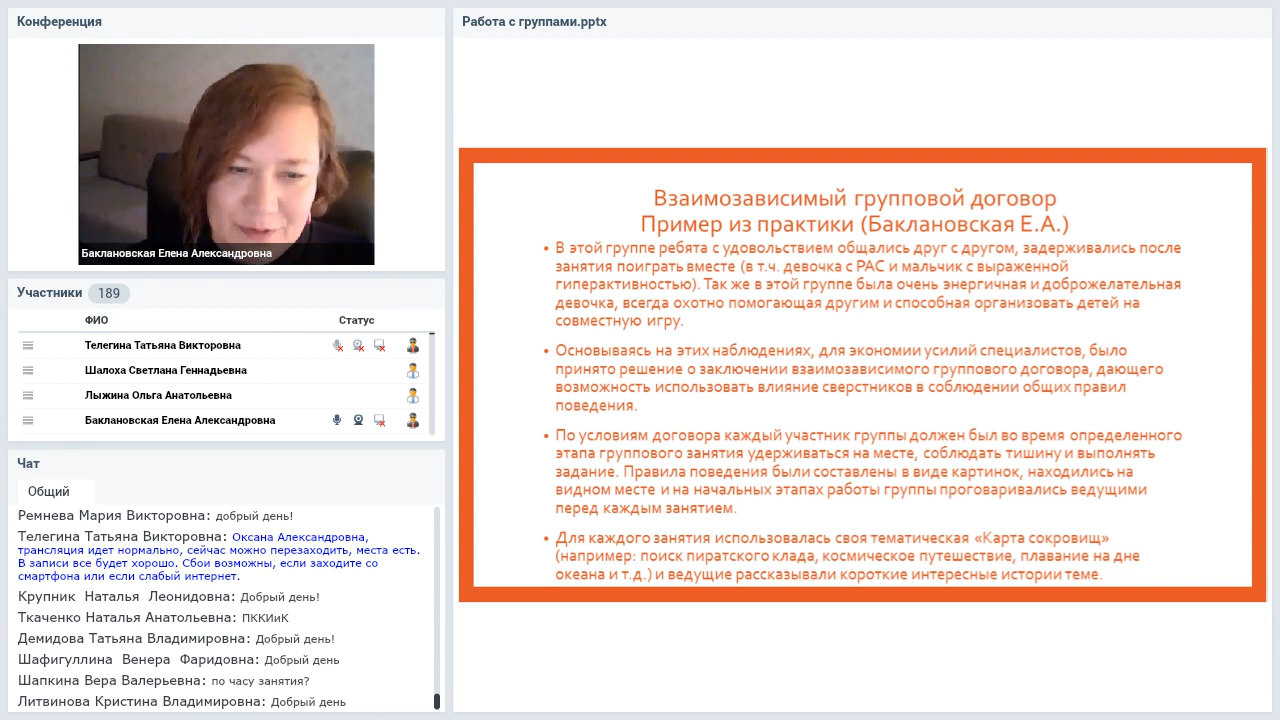 Конференция
Баклановская Елена Александровна
Участники 189
ФИО Статус
Телегина Татьяна Викторовна
Шалоха Светлана Геннадьевна
Лыжина Ольга Анатольевна
Баклановская Елена Александровна
Чат
Общий
Ремнева Мария Викторовна: добрый день!
Телегина Татьяна Викторовна: Оксана Александровна,
трансляция идет нормально, сейчас можно перезаходить, места есть.
В записи все будет хорошо. Сбои возможны, если заходите со
смартфона или если слабый интернет.
Крупник Наталья Леонидовна: Добрый день!
Ткаченко Наталья Анатольевна: ПККИиК
Демидова Татьяна Владимировна: Добрый день!
Шафигуллина Венера Фаридовна: Добрый день
Шапкина Вера Валерьевна: по часу занятия?
Литвинова Кристина Владимировна: Добрый день
Работа с группами.pptx
Взаимозависимый групповой договор
Пример из практики (Баклановская Е.А.)
• В этой группе ребята с удовольствием общались друг с другом, задерживались после
занятия поиграть вместе (в т.ч. девочка с РАС и мальчик с выраженной
гиперактивностью). Так же в этой группе была очень энергичная и доброжелательная
девочка, всегда охотно помогающая другим и способная организовать детей на
совместную игру.
• Основываясь на этих наблюдениях, для экономии усилий специалистов, было
принято решение о заключении взаимозависимого группового договора, дающего
возможность использовать влияние сверстников в соблюдении общих правил
поведения.
• По условиям договора каждый участник группы должен был во время определенного
этапа группового занятия удерживаться на месте, соблюдать тишину и выполнять
задание. Правила поведения были составлены в виде картинок, находились на
видном месте и на начальных этапах работы группы проговаривались ведущими
перед каждым занятием.
• Для каждого занятия использовалась своя тематическая «Карта сокровищ»
(например: поиск пиратского клада, космическое путешествие, плавание на дне
океана и т.д.) и ведущие рассказывали короткие интересные истории теме.